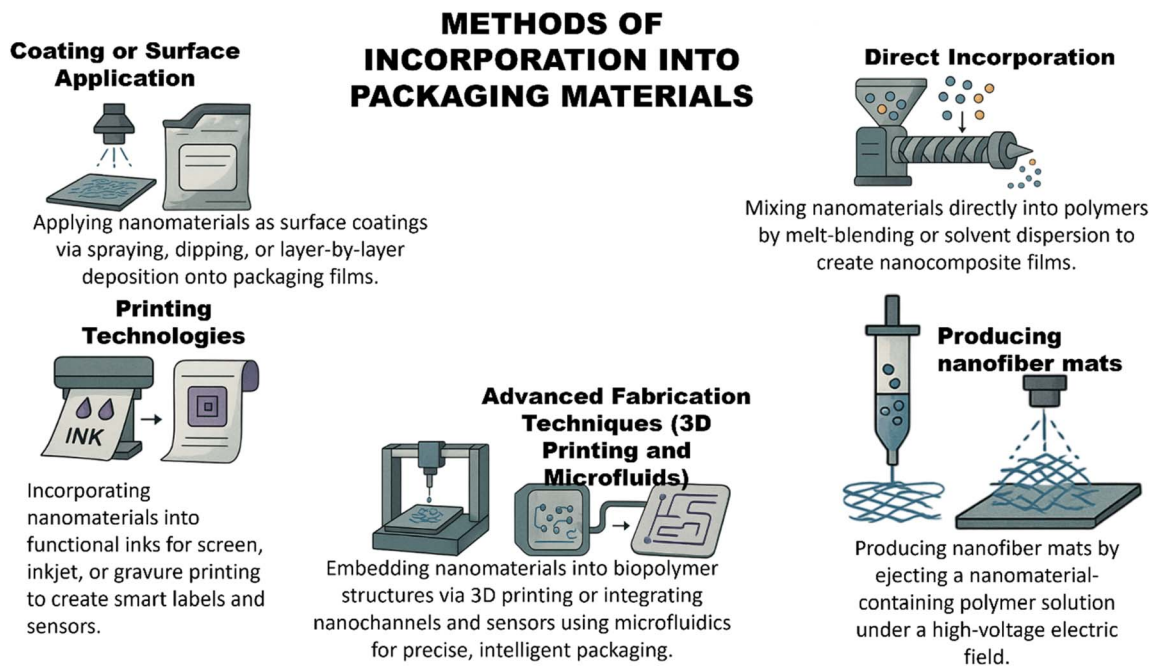 METHODS OF
INCORPORATION INTO
PACKAGING MATERIALS
Coating or Surface
Application
Applying nanomaterials as surface coatings
via spraying, dipping, or layer-by-layer
deposition onto packaging films.
Direct Incorporation
Mixing nanomaterials directly into polymers
by melt-blending or solvent dispersion to
create nanocomposite films.
Printing
Technologies
INK
Incorporating
nanomaterials into
functional inks for screen,
inkjet, or gravure printing
to create smart labels and
sensors.
Advanced Fabrication
Techniques (3D
Printing and
Microfluids)
Embedding nanomaterials into biopolymer
structures via 3D printing or integrating
nanochannels and sensors using microfluidics
for precise, intelligent packaging.
Producing
nanofiber mats
Producing nanofiber mats by
ejecting a nanomaterial-
containing polymer solution
under a high-voltage electric
field.